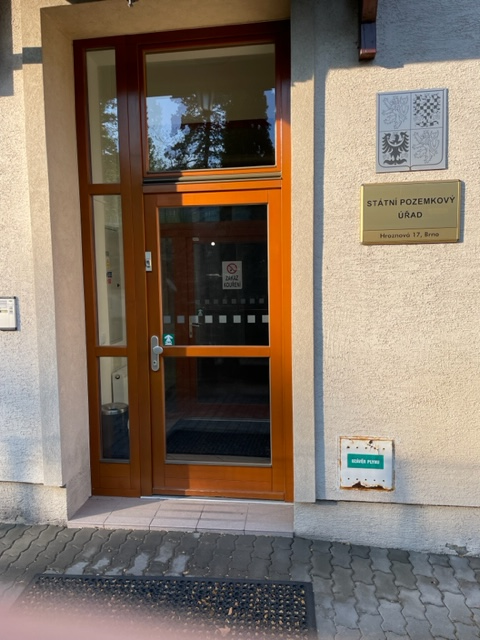 STÁTNÍ POZEMKOVÝ
ÚŘAD
Hroznová 17, Brno
ZÁKAZ
KOUŘENÍ
UZÁVĚR PLYNU